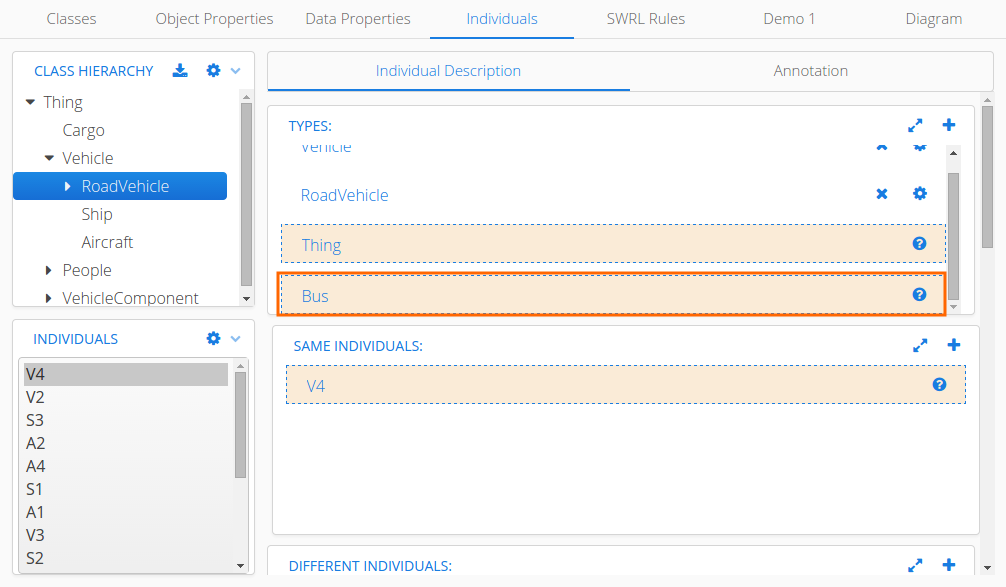 Classes Object Properties Data Properties Individuals SWRL Rules Demo 1 Diagram
CLASS HIERARCHY
Thing
Cargo
Vehicle
RoadVehicle
Ship
Aircraft
People
VehicleComponent
INDIVIDUALS
V4
V2
S3
A2
A4
S1
A1
V3
S2
Individual Description Annotation
TYPES:
Vehicle
RoadVehicle
Thing
Bus
SAME INDIVIDUALS:
V4
DIFFERENT INDIVIDUALS: